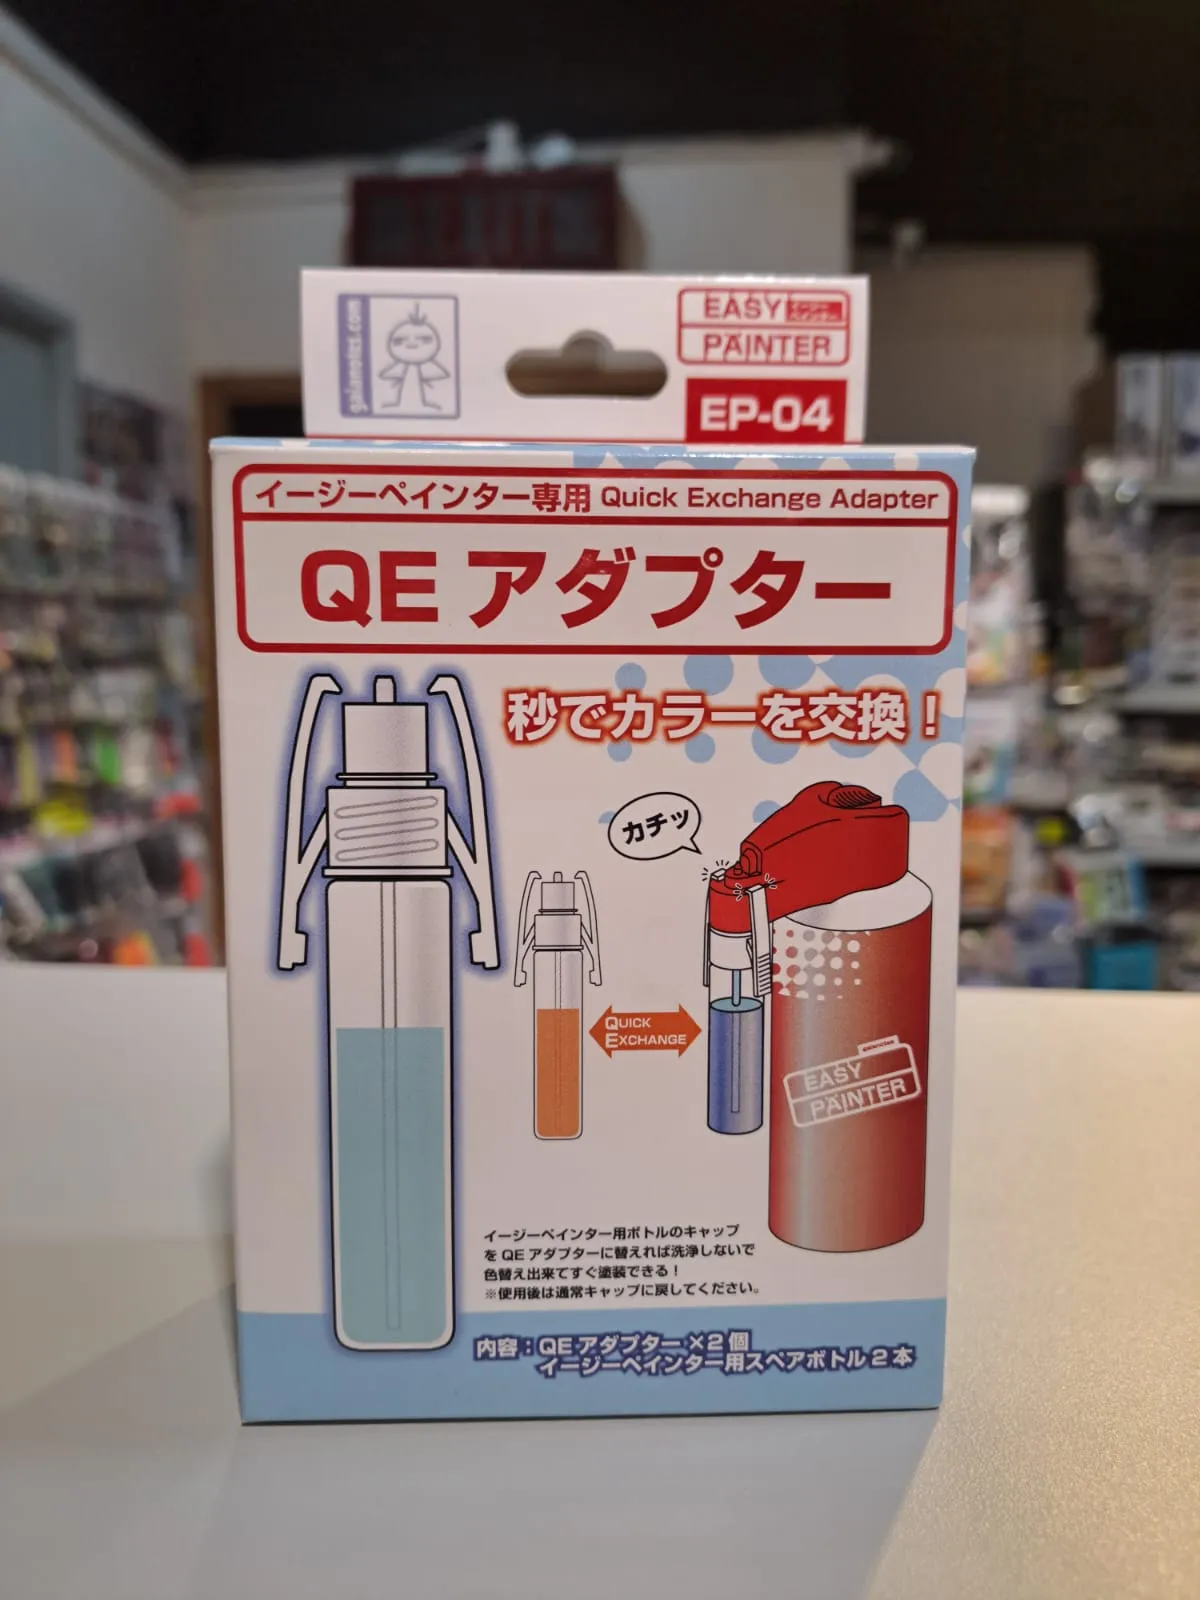 gaianotes.com
EASY
PAINTER
EP-04
イージーペインター専用 Quick Exchange Adapter
QE アダプター
秒でカラーを交換！
カチッ
QUICK
EXCHANGE
EASY
PAINTER
イージーペインター用ボトルのキャップ
を QE アダプターに替えれば洗浄しないで
色替え出来てすぐ塗装できる！
※使用後は通常キャップに戻してください。
内容：QE アダプター×2 個
イージーペインター用スペアボトル 2 本